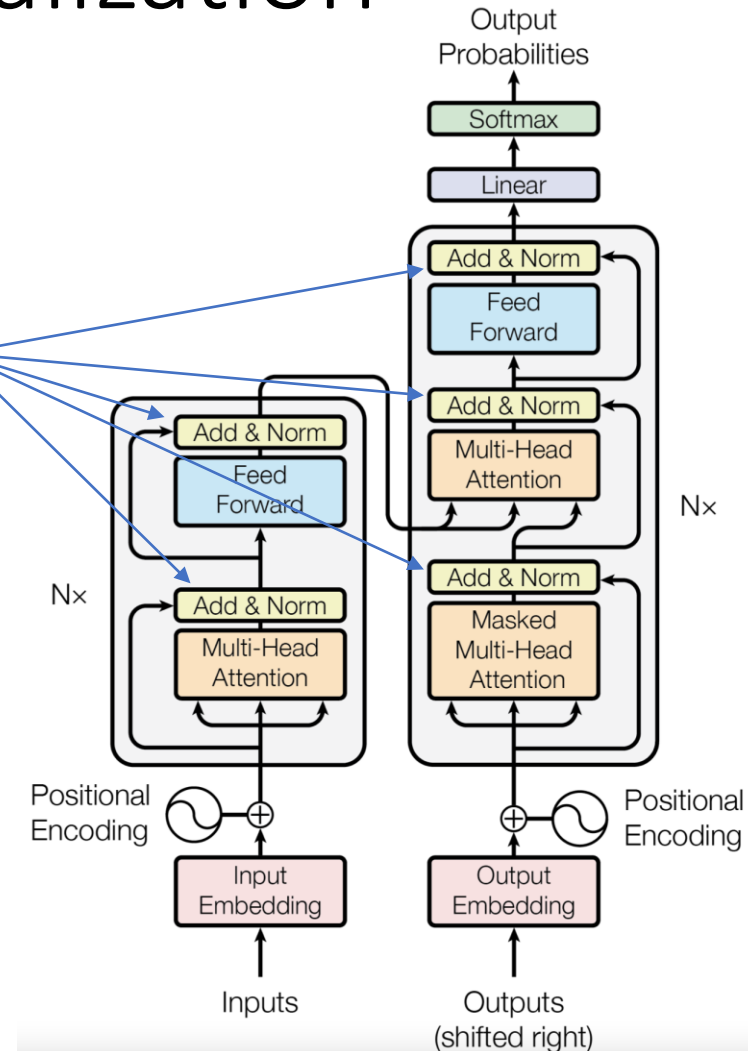 Output
Probabilities
Softmax
Linear
Add & Norm
Feed
Forward
Add & Norm
Multi-Head
Attention
Nx
Add & Norm
Masked
Multi-Head
Attention
Add & Norm
Feed
Forward
Nx
Add & Norm
Multi-Head
Attention
Positional
Encoding
Positional
Encoding
Input
Embedding
Output
Embedding
Inputs
Outputs
(shifted right)